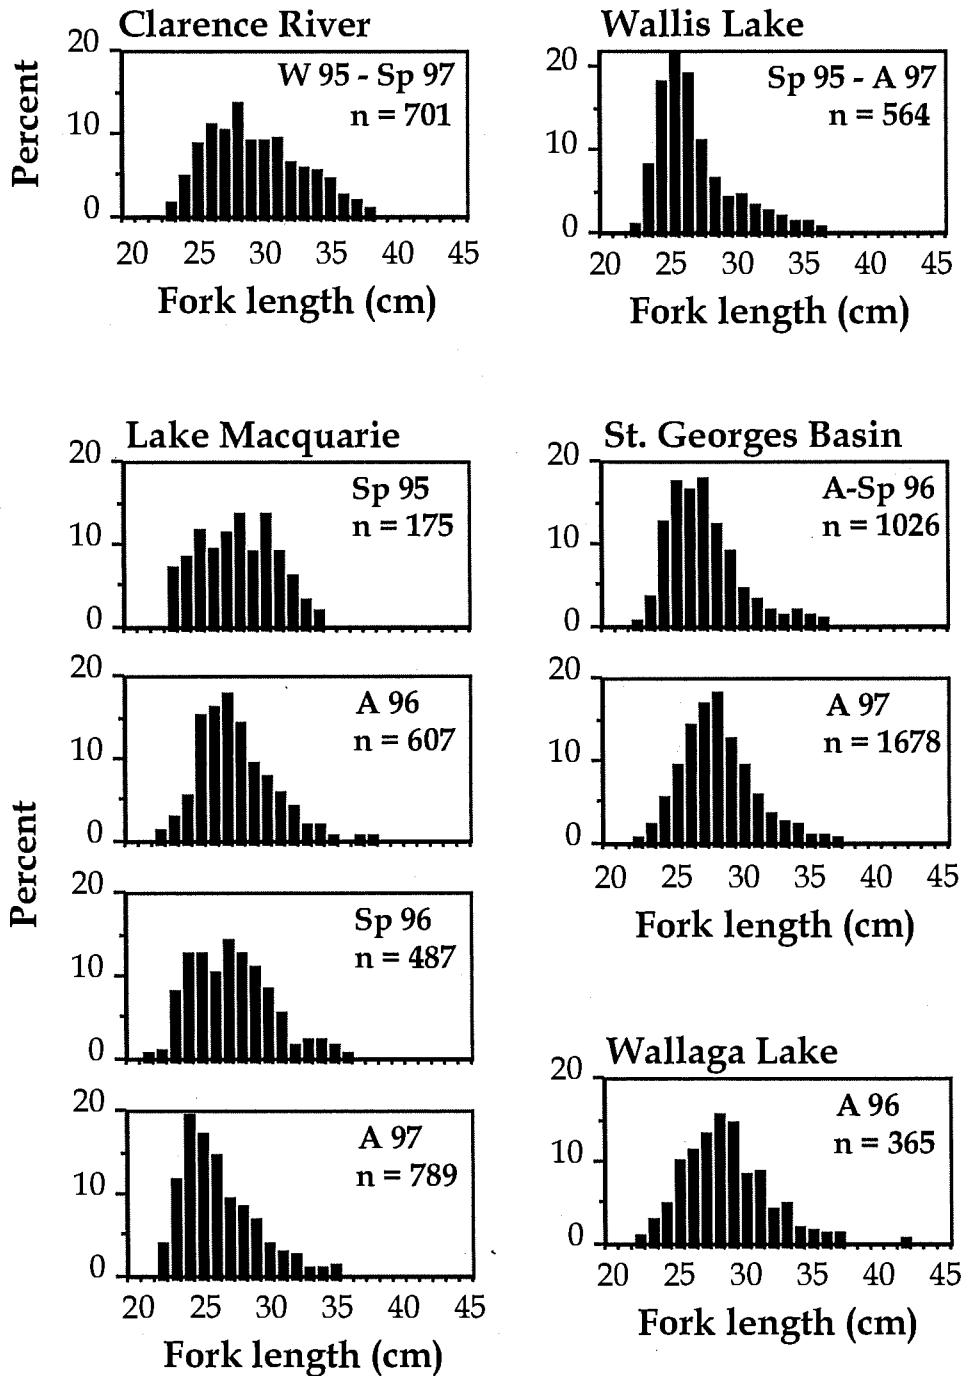 Clarence River
20
10
0
Percent
W 95 - Sp 97
n = 701
20 25 30 35 40 45
Fork length (cm)
Wallis Lake
20
10
0
Sp 95 - A 97
n = 564
20 25 30 35 40 45
Fork length (cm)
Lake Macquarie
Percent
20
10
0
Sp 95
n = 175
20
10
0
A 96
n = 607
20
10
0
Sp 96
n = 487
20
10
0
A 97
n = 789
20 25 30 35 40 45
Fork length (cm)
St. Georges Basin
20
10
0
A-Sp 96
n = 1026
20
10
0
A 97
n = 1678
20 25 30 35 40 45
Fork length (cm)
Wallaga Lake
20
10
0
A 96
n = 365
20 25 30 35 40 45
Fork length (cm)